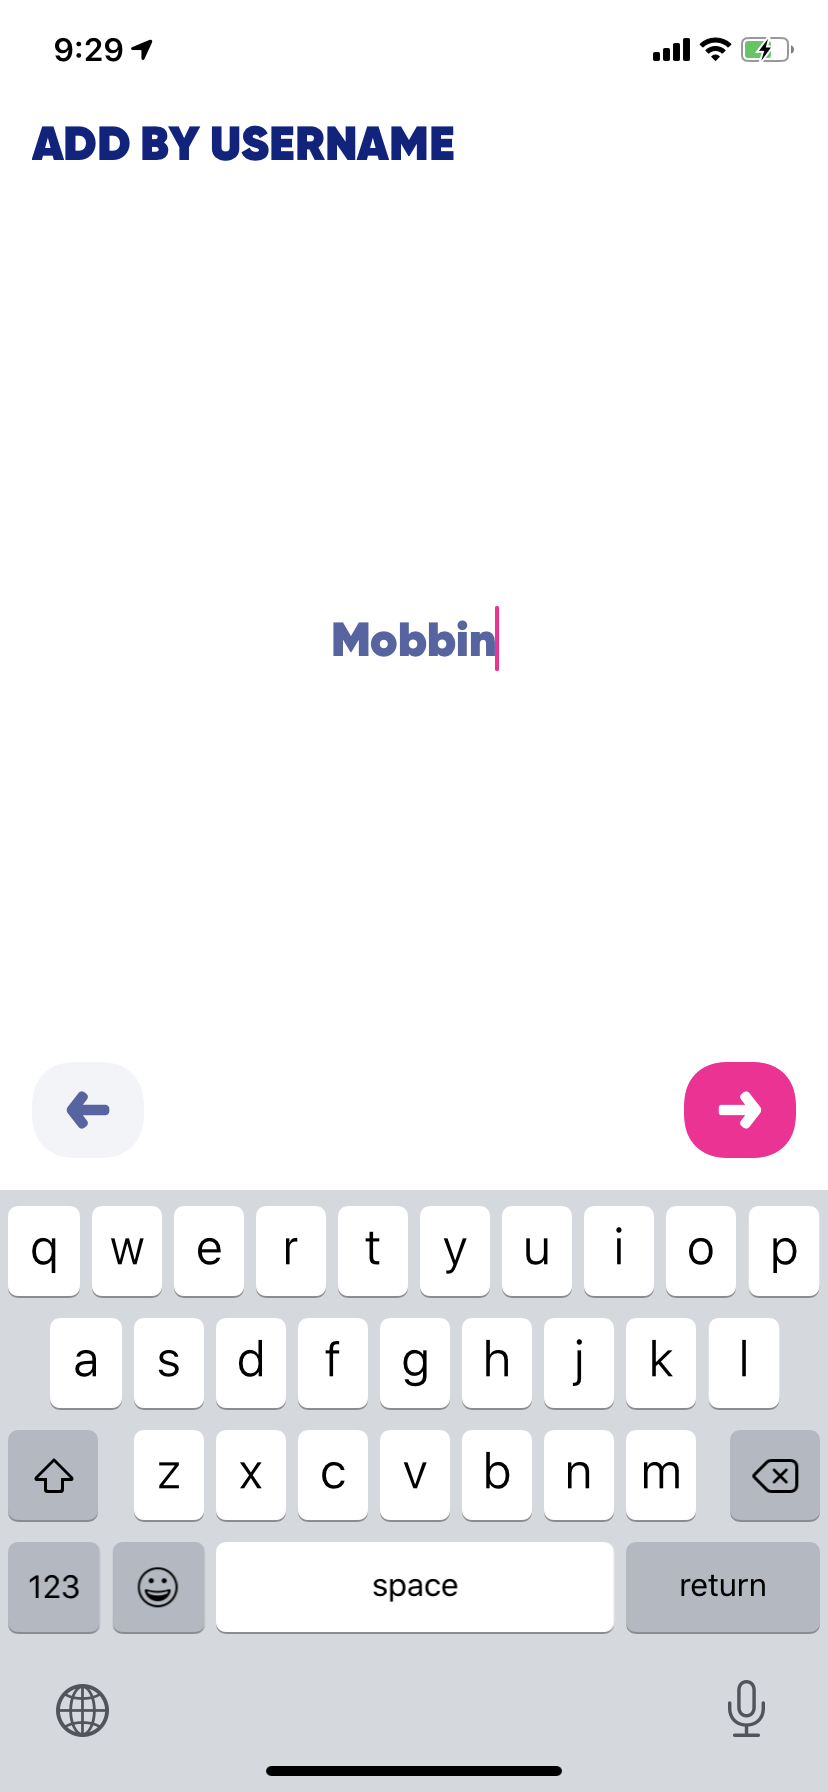 9:29
ADD BY USERNAME
Mobbin
q w e r t y u i o p
a s d f g h j k l
z x c v b n m
123 space return